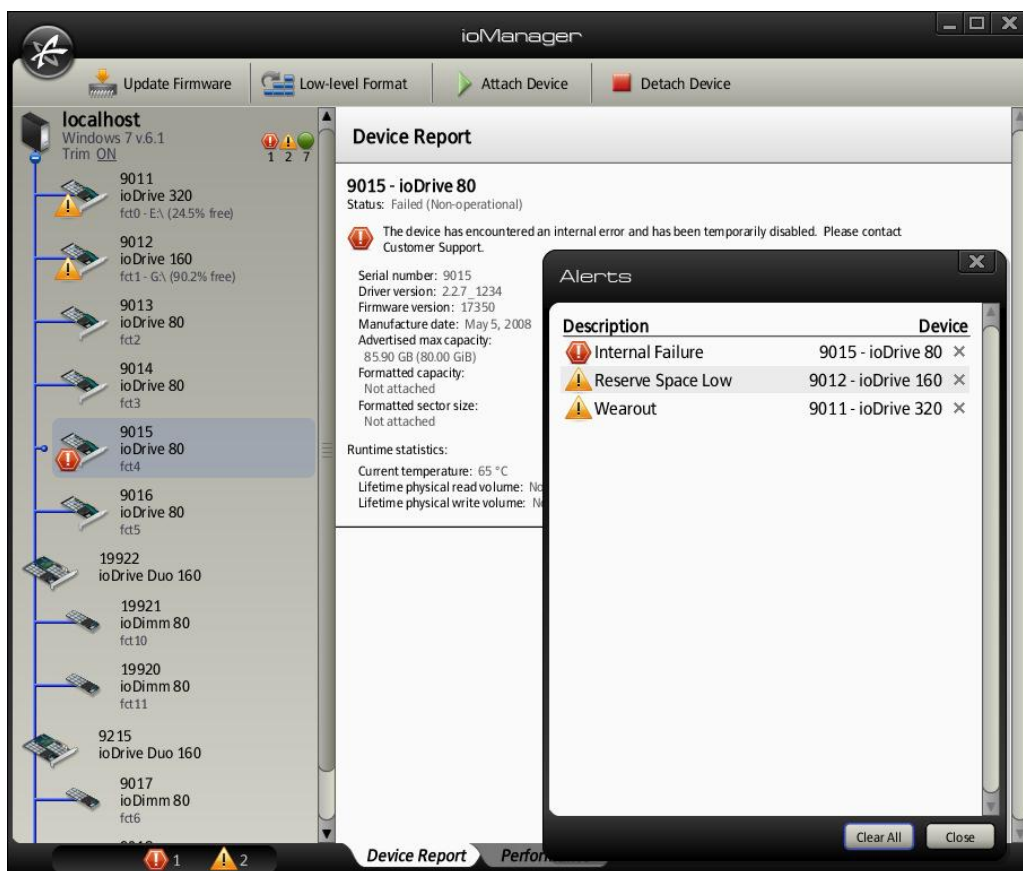 ioManager
Update Firmware
Low-level Format
Attach Device
Detach Device
localhost
Windows 7 v.6.1
Trim ON
1 2 7
9011
ioDrive 320
fct0 - E:\ (24.5% free)
9012
ioDrive 160
fct1 - G:\ (90.2% free)
9013
ioDrive 80
fct2
9014
ioDrive 80
fct3
9015
ioDrive 80
fct4
9016
ioDrive 80
fct5
19922
ioDrive Duo 160
19921
ioDimm 80
fct10
19920
ioDimm 80
fct11
9215
ioDrive Duo 160
9017
ioDimm 80
fct6
1
2
Device Report
9015 - ioDrive 80
Status: Failed (Non-operational)
The device has encountered an internal error and has been temporarily disabled. Please contact
Customer Support.
Serial number: 9015
Driver version: 2.2.7_1234
Firmware version: 17350
Manufacture date: May 5, 2008
Advertised max capacity:
85.90 GB (80.00 GiB)
Formatted capacity:
Not attached
Formatted sector size:
Not attached
Runtime statistics:
Current temperature: 65 °C
Lifetime physical read volume:
Lifetime physical write volume:
Device Report
Alerts
Description Device
Internal Failure 9015 - ioDrive 80
Reserve Space Low 9012 - ioDrive 160
Wearout 9011 - ioDrive 320
Clear All
Close